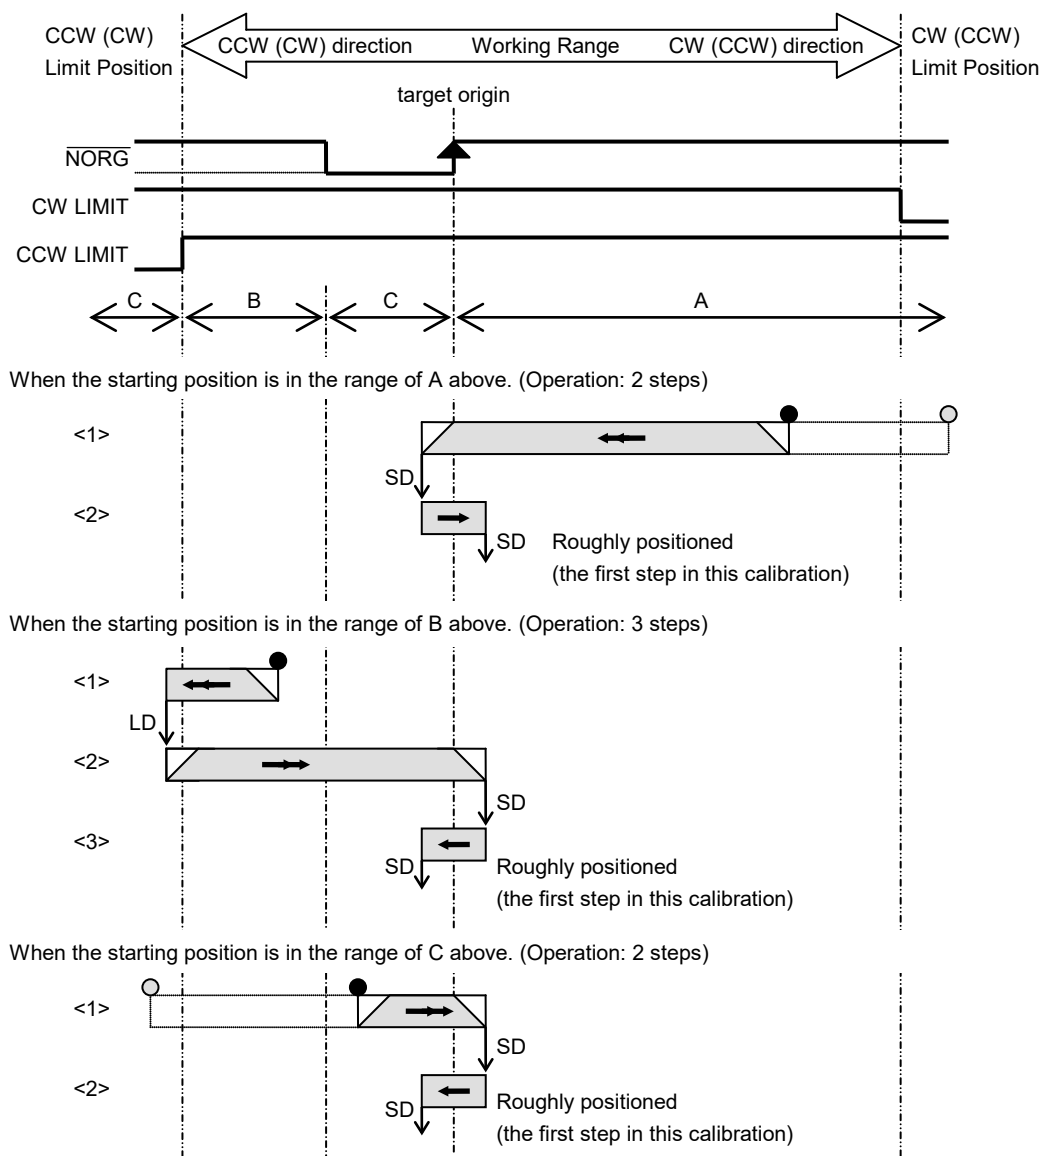 CCW (CW)
Limit Position
CCW (CW) direction
Working Range
CW (CCW) direction
CW (CCW)
Limit Position
target origin
NORG
CW LIMIT
CCW LIMIT
C
B
C
A
When the starting position is in the range of A above. (Operation: 2 steps)
<1>
SD
<2>
SD
Roughly positioned
(the first step in this calibration)
When the starting position is in the range of B above. (Operation: 3 steps)
<1>
LD
<2>
SD
<3>
SD
Roughly positioned
(the first step in this calibration)
When the starting position is in the range of C above. (Operation: 2 steps)
<1>
SD
<2>
SD
Roughly positioned
(the first step in this calibration)